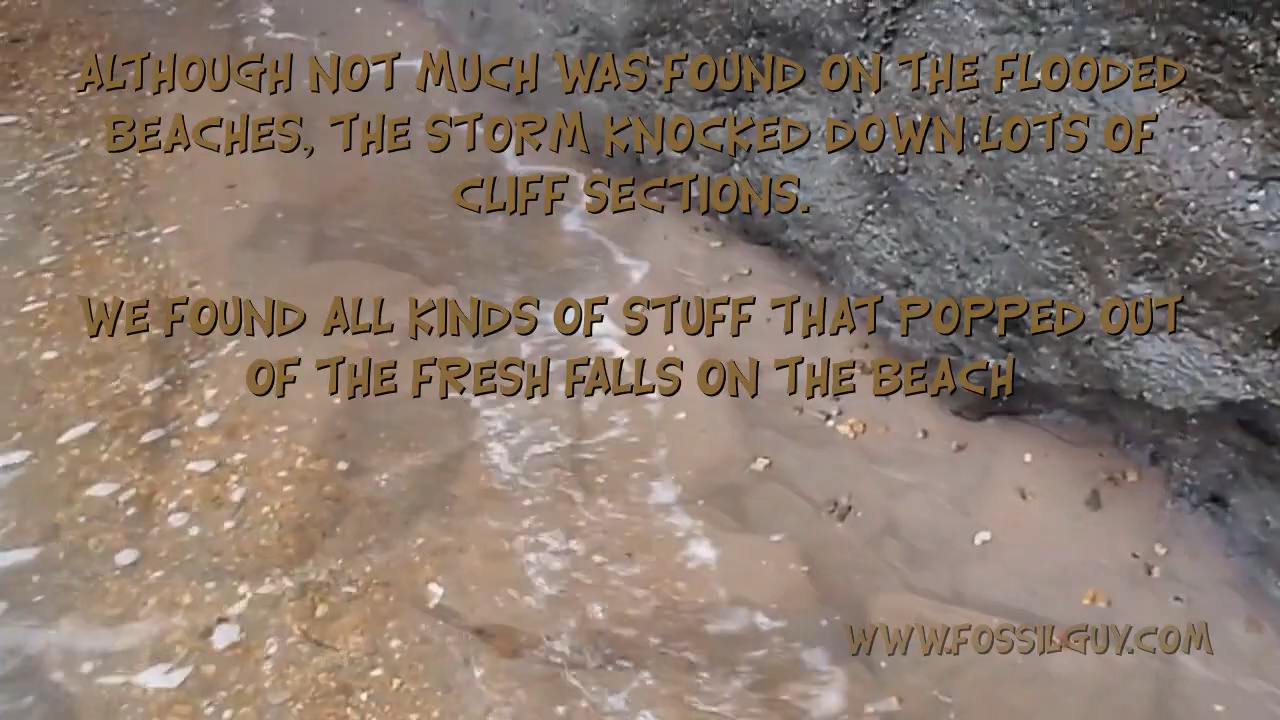 ALTHOUGH NOT MUCH WAS FOUND ON THE FLOODED
BEACHES, THE STORM KNOCKED DOWN LOTS OF
CLIFF SECTIONS.
WE FOUND ALL KINDS OF STUFF THAT POPPED OUT
OF THE FRESH FALLS ON THE BEACH
WWW.FOSSILGUY.COM